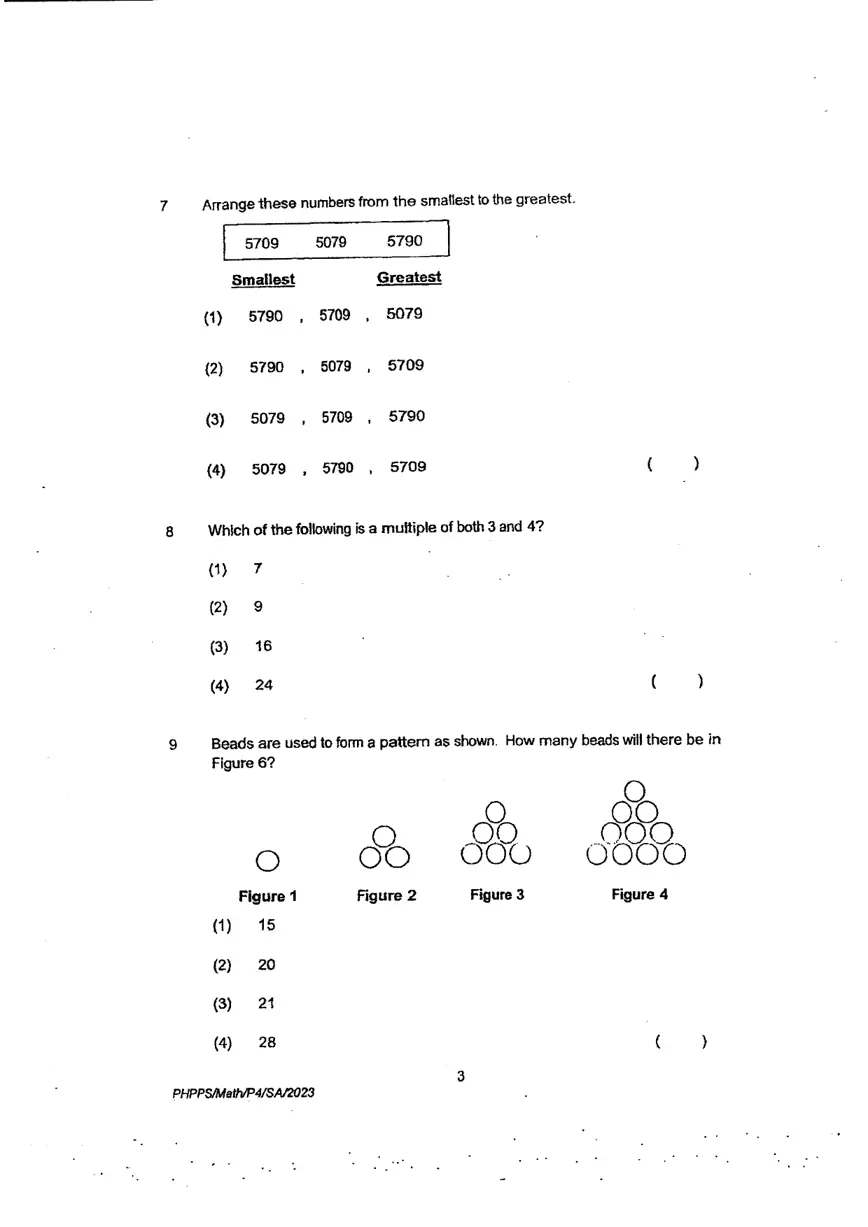 7 Arrange these numbers from the smallest to the greatest.
5709 5079 5790
Smallest Greatest
(1) 5790 , 5709 , 5079
(2) 5790 , 5079 , 5709
(3) 5079 , 5709 , 5790
(4) 5079 , 5790 , 5709 ( )
8 Which of the following is a multiple of both 3 and 4?
(1) 7
(2) 9
(3) 16
(4) 24 ( )
9 Beads are used to form a pattern as shown. How many beads will there be in
Figure 6?
Figure 1 Figure 2 Figure 3 Figure 4
(1) 15
(2) 20
(3) 21
(4) 28 ( )
3
PHPPS/Math/P4/SA/2023